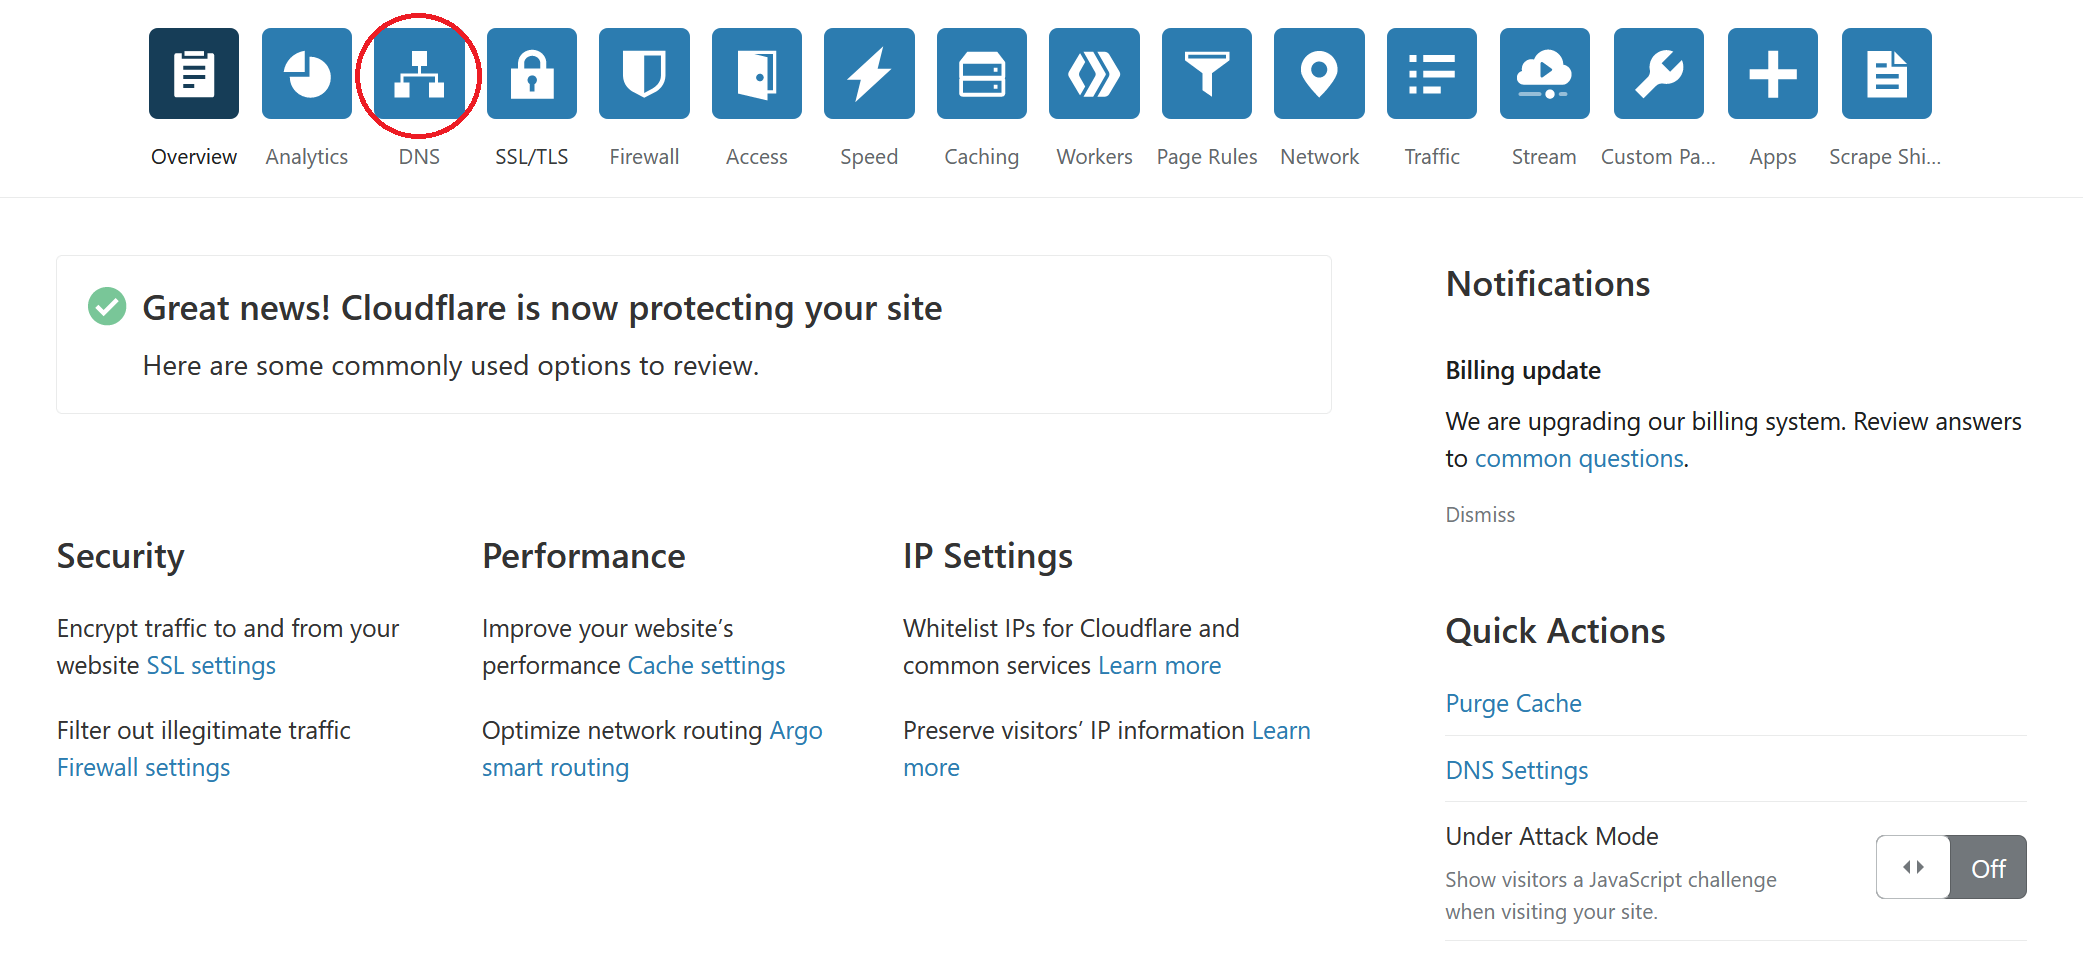 Overview
Analytics
DNS
SSL/TLS
Firewall
Access
Speed
Caching
Workers
Page Rules
Network
Traffic
Stream
Custom Pa...
Apps
Scrape Shi...
Great news! Cloudflare is now protecting your site
Here are some commonly used options to review.
Security
Encrypt traffic to and from your
website SSL settings
Filter out illegitimate traffic
Firewall settings
Performance
Improve your website’s
performance Cache settings
Optimize network routing Argo
smart routing
IP Settings
Whitelist IPs for Cloudflare and
common services Learn more
Preserve visitors’ IP information Learn
more
Notifications
Billing update
We are upgrading our billing system. Review answers
to common questions.
Dismiss
Quick Actions
Purge Cache
DNS Settings
Under Attack Mode
Show visitors a JavaScript challenge
when visiting your site.
Off